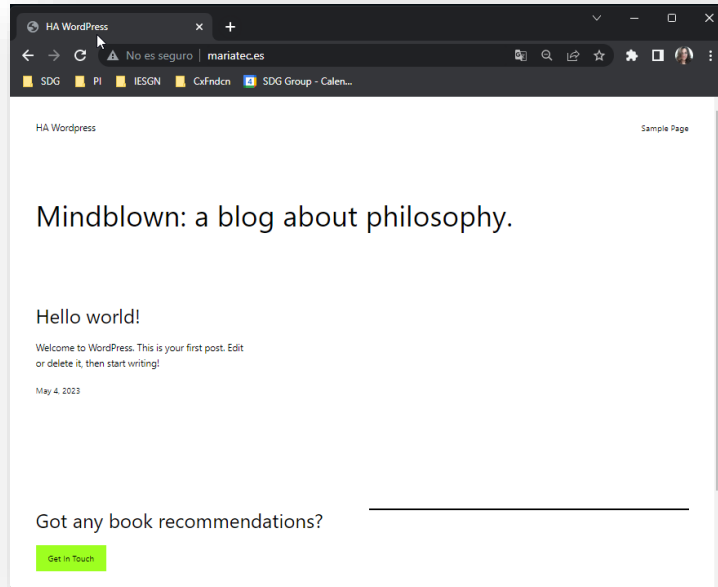 HA WordPress
No es seguro | mariatec.es
SDG PI IESGN CxFndcn 4 SDG Group - Calen...
HA Wordpress Sample Page
Mindblown: a blog about philosophy.
Hello world!
Welcome to WordPress. This is your first post. Edit
or delete it, then start writing!
May 4, 2023
Got any book recommendations?
Get In Touch